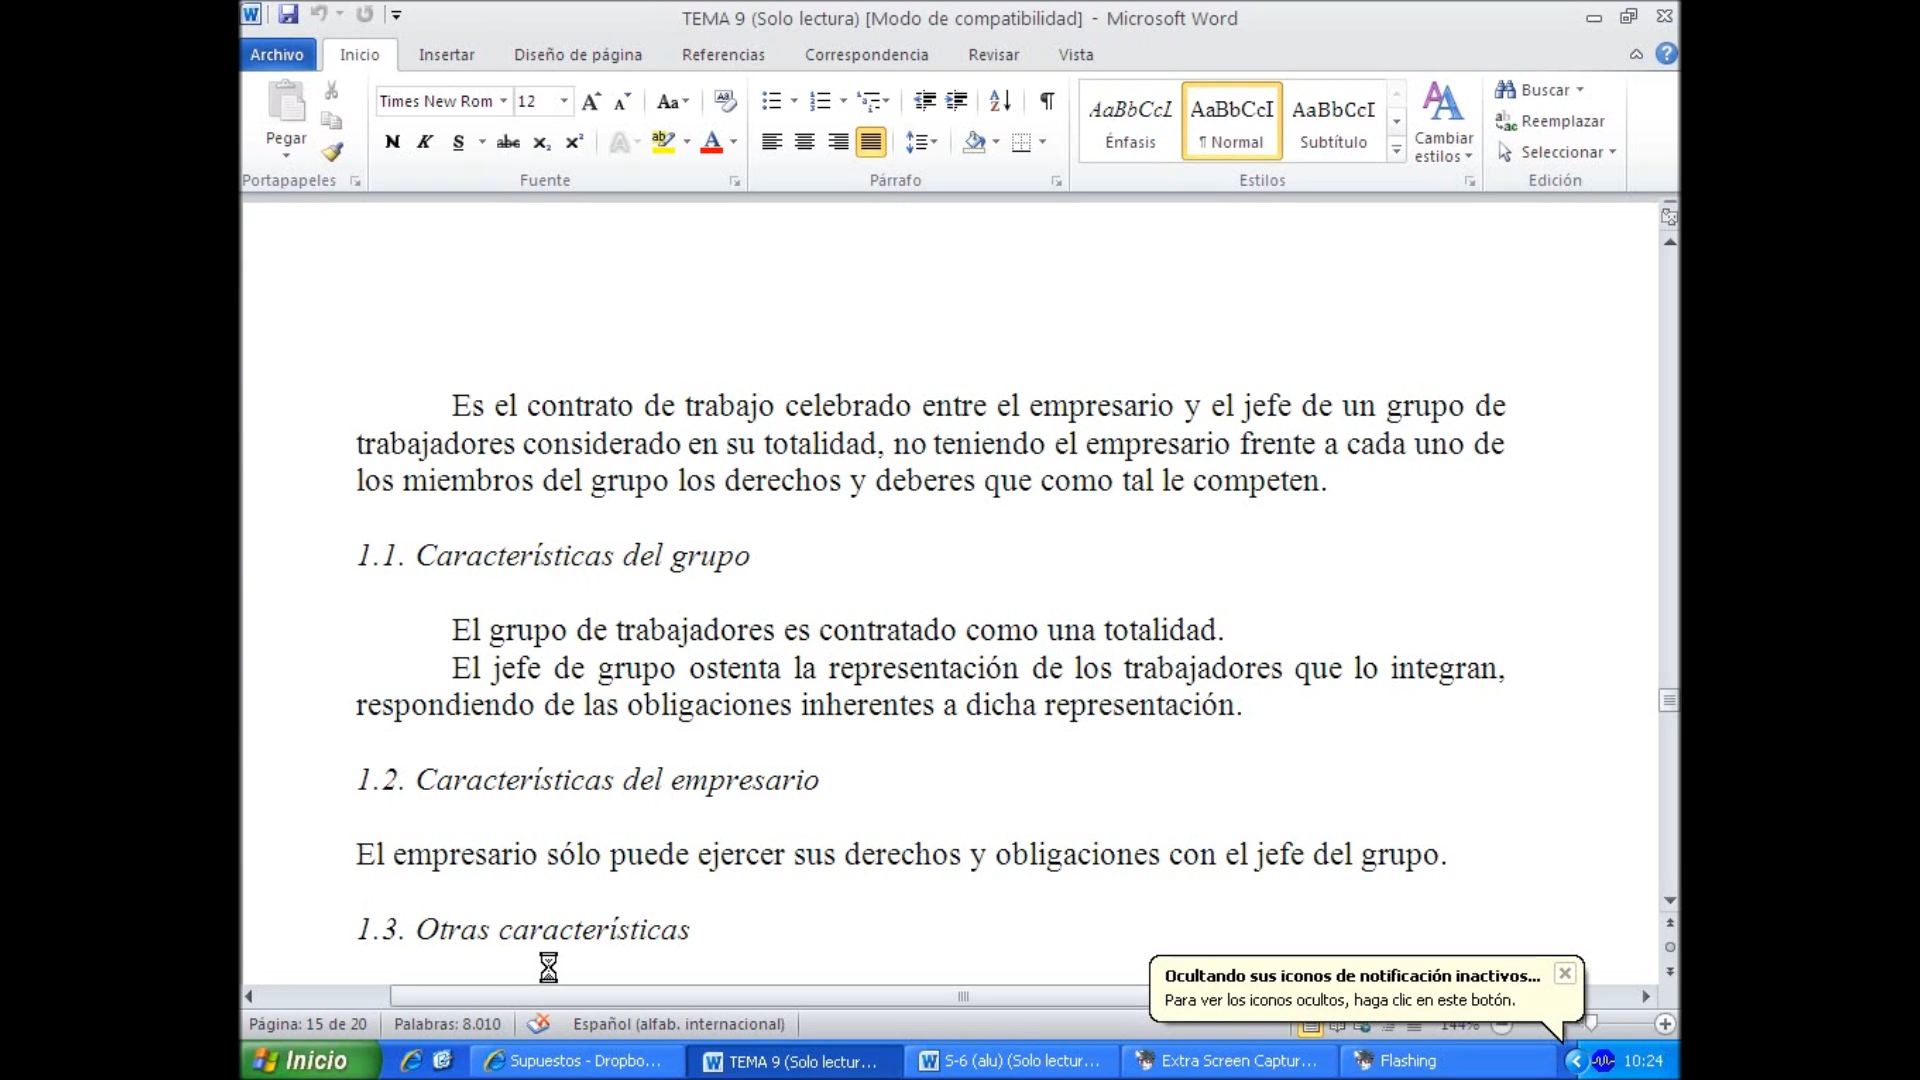 TEMA 9 (Solo lectura) [Modo de compatibilidad] - Microsoft Word
Archivo Inicio Insertar Diseño de página Referencias Correspondencia Revisar Vista
Times New Rom 12 Aa
AaBbCcI AaBbCcI AaBbCcI
Buscar
Reemplazar
Seleccionar
Pegar
N K S abc x₂ x²
Énfasis ¶ Normal Subtítulo
Cambiar
estilos
Portapapeles Fuente Párrafo Estilos Edición
Es el contrato de trabajo celebrado entre el empresario y el jefe de un grupo de
trabajadores considerado en su totalidad, no teniendo el empresario frente a cada uno de
los miembros del grupo los derechos y deberes que como tal le competen.
1.1. Características del grupo
El grupo de trabajadores es contratado como una totalidad.
El jefe de grupo ostenta la representación de los trabajadores que lo integran,
respondiendo de las obligaciones inherentes a dicha representación.
1.2. Características del empresario
El empresario sólo puede ejercer sus derechos y obligaciones con el jefe del grupo.
1.3. Otras características
Ocultando sus iconos de notificación inactivos...
Para ver los iconos ocultos, haga clic en este botón.
Página: 15 de 20 Palabras: 8.010 Español (alfab. internacional) 144%
Inicio Supuestos - Dropbo... TEMA 9 (Solo lectur... S-6 (alu) (Solo lectur... Extra Screen Captur... Flashing 10:24